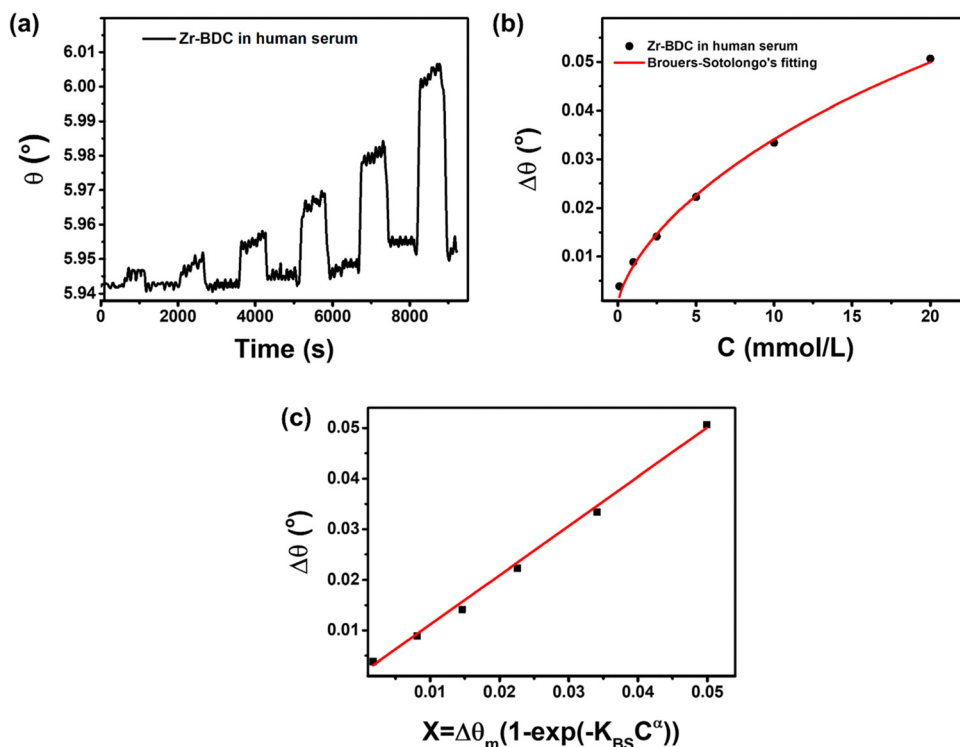 (a)
Zr-BDC in human serum
6.01
6.00
5.99
5.98
5.97
5.96
5.95
5.94
θ (°)
0 2000 4000 6000 8000
Time (s)
(b)
Zr-BDC in human serum
Brouers-Sotolongo's fitting
0.05
0.04
0.03
0.02
0.01
Δθ (°)
0 5 10 15 20
C (mmol/L)
(c)
0.05
0.04
0.03
0.02
0.01
Δθ (°)
0.01 0.02 0.03 0.04 0.05
X=Δθₘ(1-exp(-K_BS C^α))